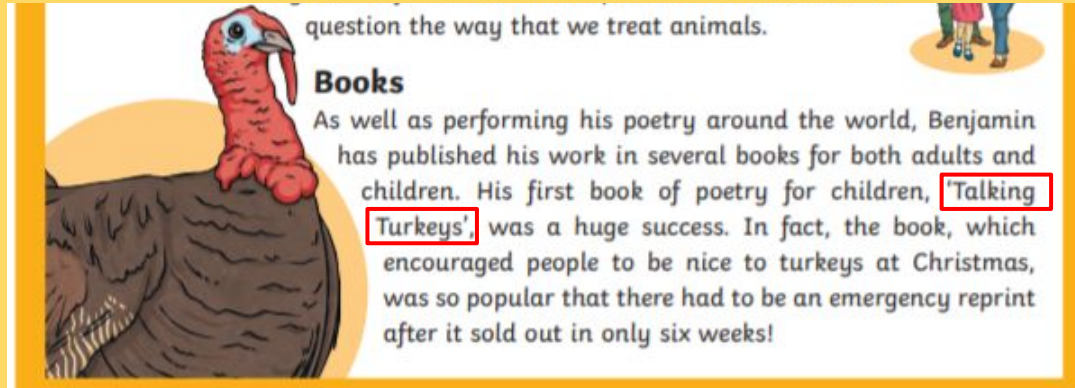 question the way that we treat animals.
Books
As well as performing his poetry around the world, Benjamin
has published his work in several books for both adults and
children. His first book of poetry for children, 'Talking
Turkeys', was a huge success. In fact, the book, which
encouraged people to be nice to turkeys at Christmas,
was so popular that there had to be an emergency reprint
after it sold out in only six weeks!